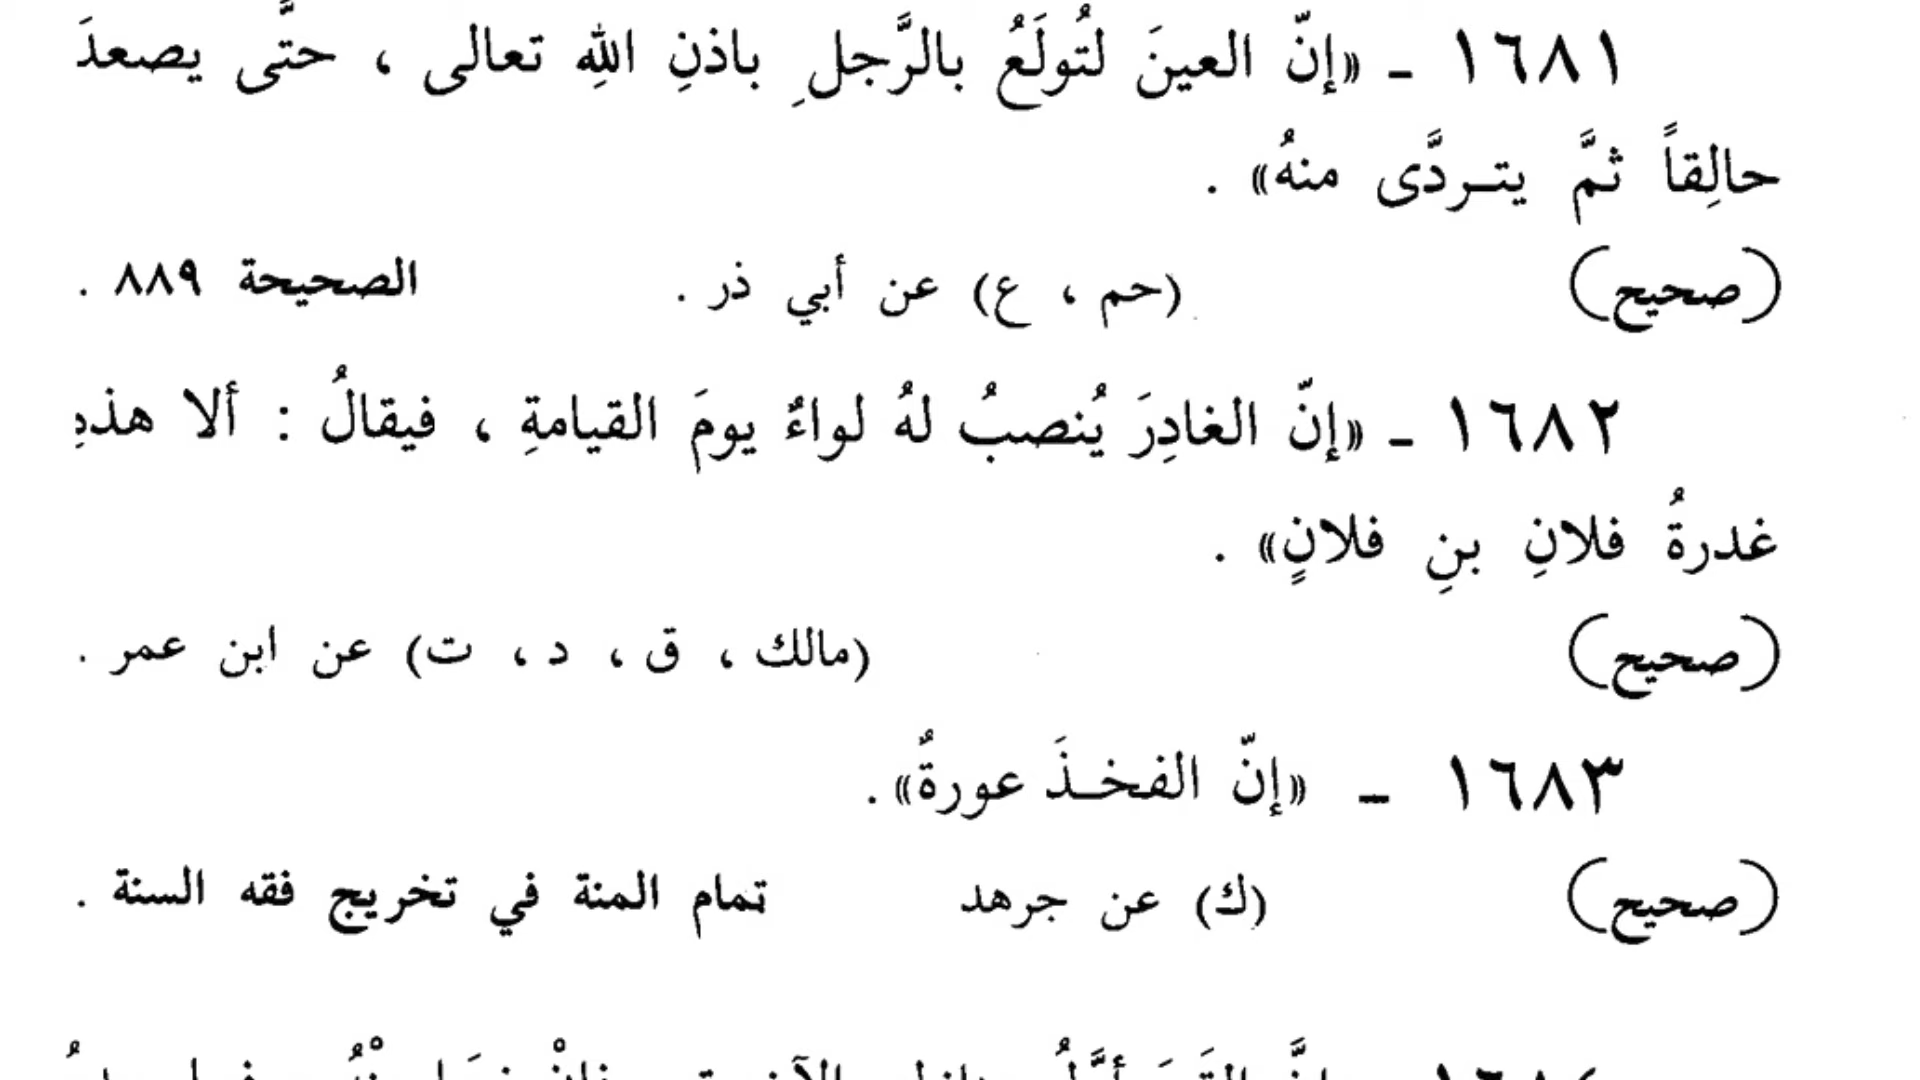 ١٦٨١ ـ «إنّ العينَ لتُولَعُ بالرَّجلِ باذنِ اللهِ تعالى ، حتَّى يصعدَ
حالِقاً ثمَّ يتـردَّى منهُ» .
(صحيح) (حم ، ع) عن أبي ذر . الصحيحة ٨٨٩ .
١٦٨٢ ـ «إنّ الغادِرَ يُنصبُ لهُ لواءٌ يومَ القيامةِ ، فيقالُ : ألا هذهِ
غدرةُ فلانِ بنِ فلانٍ» .
(صحيح) (مالك ، ق ، د ، ت) عن ابن عمر .
١٦٨٣ ـ «إنّ الفخـذَ عورةٌ» .
(صحيح) (ك) عن جرهد تمام المنة في تخريج فقه السنة .